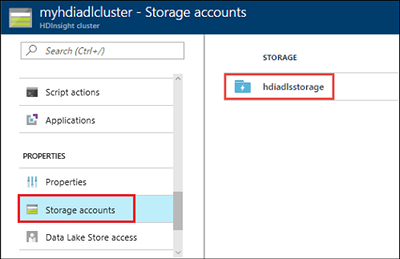 myhdiadlcluster - Storage accounts
HDInsight cluster
Search (Ctrl+/)
Script actions
Applications
PROPERTIES
Properties
Storage accounts
Data Lake Store access
STORAGE
hdiadlsstorage